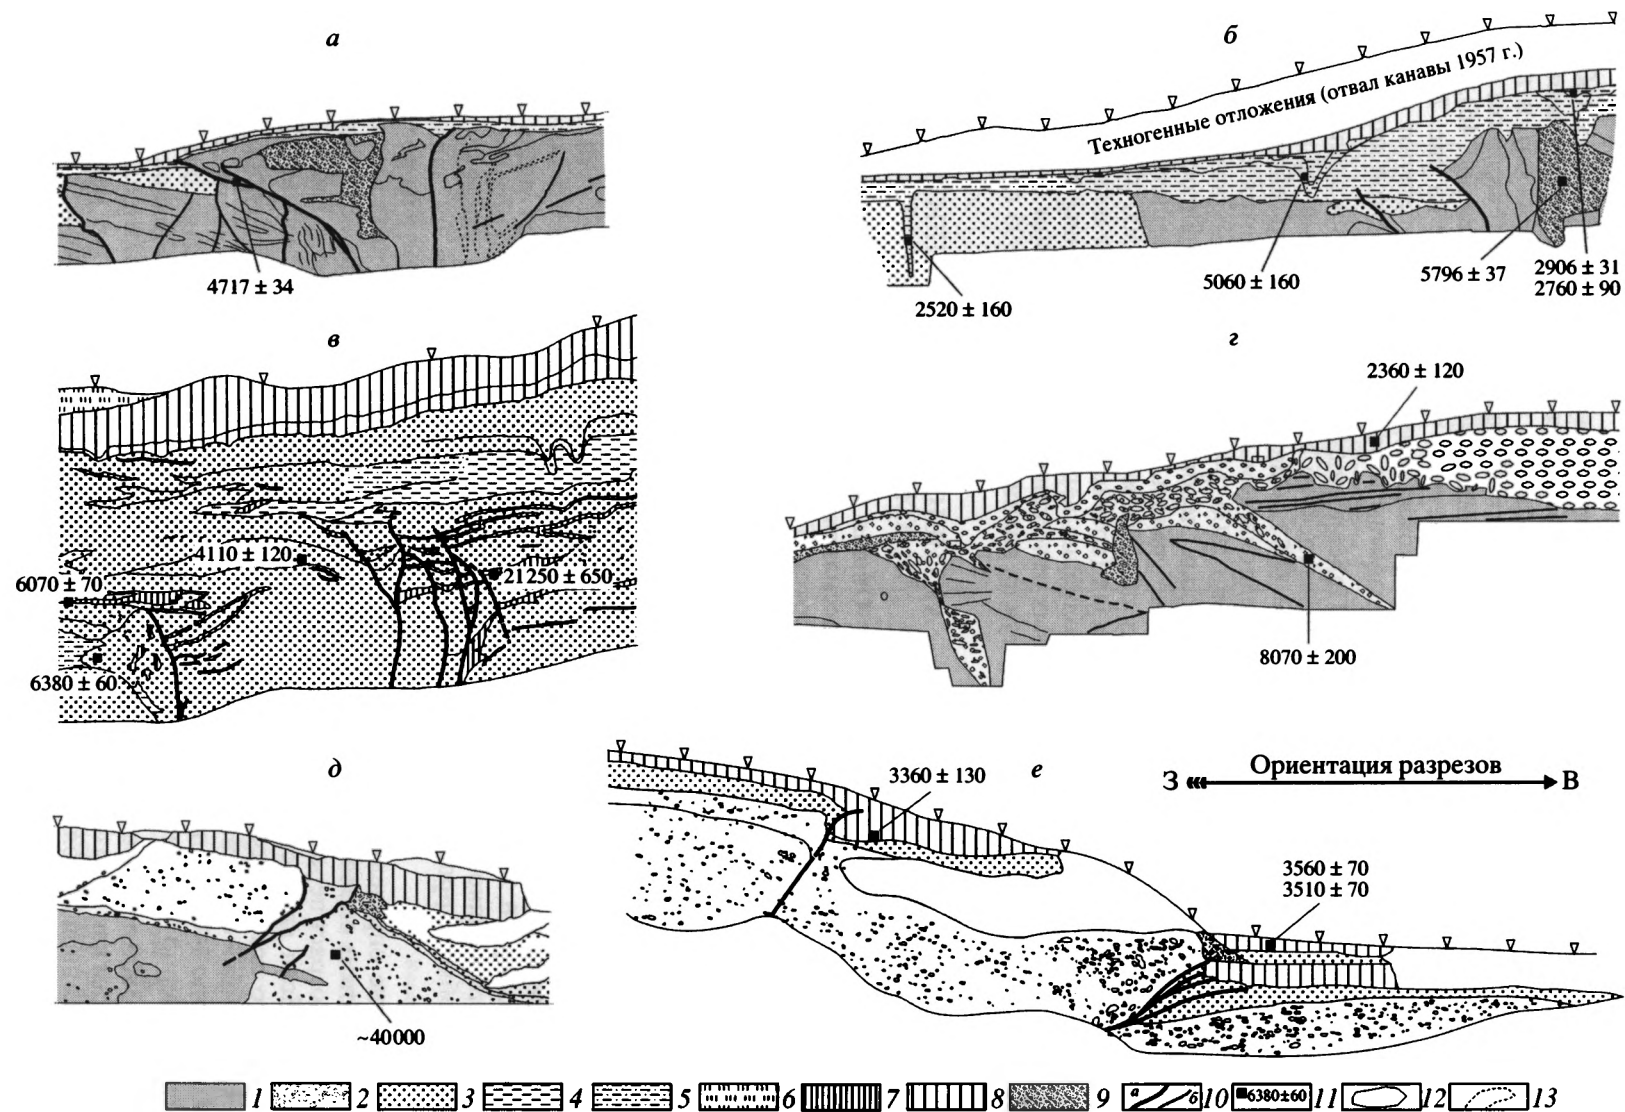 а
б
Техногенные отложения (отвал канавы 1957 г.)
4717 ± 34
2520 ± 160
5060 ± 160
5796 ± 37
2906 ± 31
2760 ± 90
в
г
4110 ± 120
6070 ± 70
21 250 ± 650
6380 ± 60
2360 ± 120
8070 ± 200
д
е
~40000
3360 ± 130
З Ориентация разрезов В
3560 ± 70
3510 ± 70
1 2 3 4 5 6 7 8 9 а б 10 6380±60 11 12 13